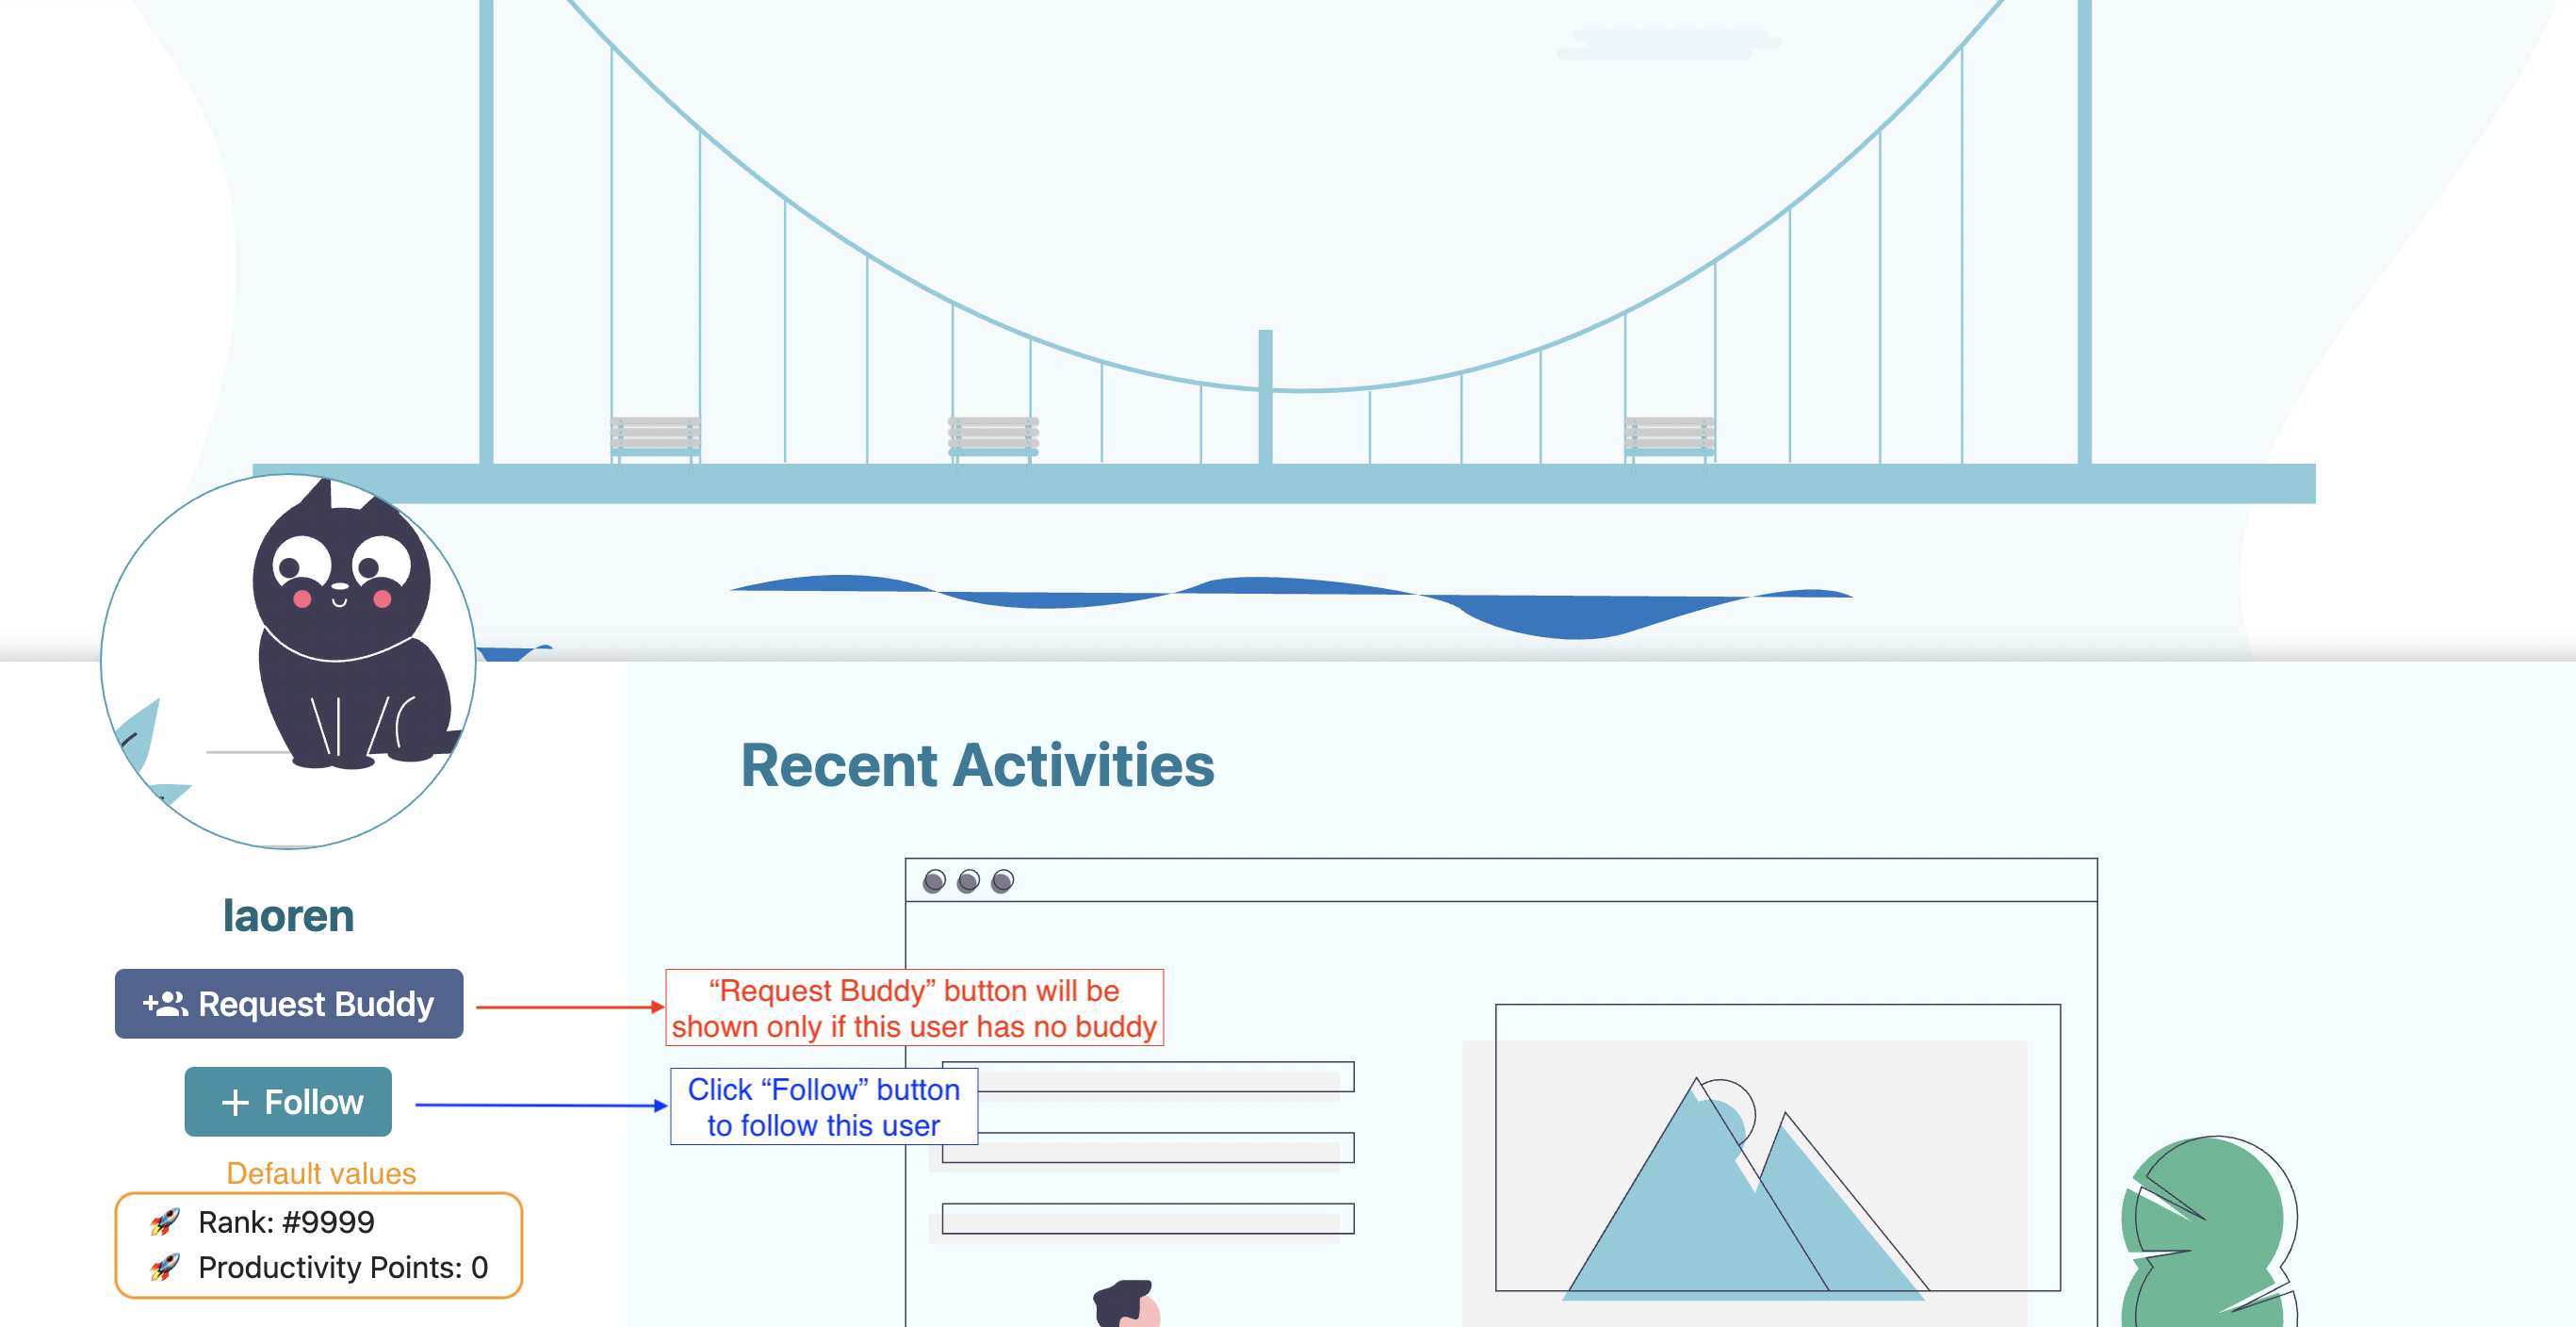 Recent Activities
laoren
Request Buddy
“Request Buddy” button will be
shown only if this user has no buddy
+ Follow
Click “Follow” button
to follow this user
Default values
🚀 Rank: #9999
🚀 Productivity Points: 0